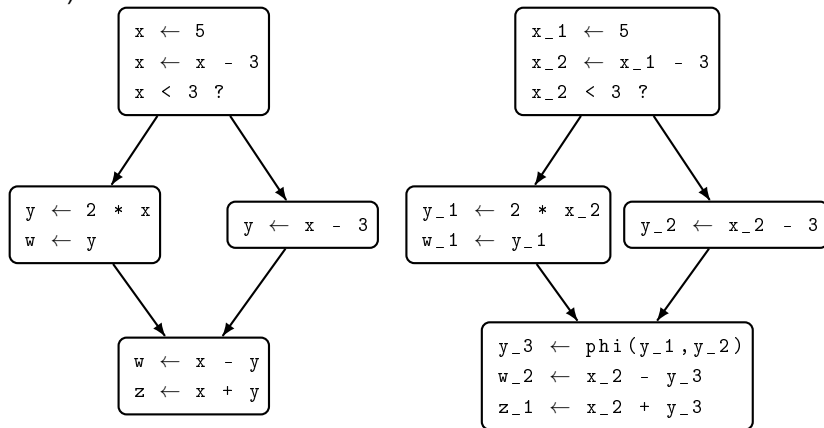 x ← 5
x ← x - 3
x < 3 ?
y ← 2 * x
w ← y
y ← x - 3
w ← x - y
z ← x + y
x_1 ← 5
x_2 ← x_1 - 3
x_2 < 3 ?
y_1 ← 2 * x_2
w_1 ← y_1
y_2 ← x_2 - 3
y_3 ← phi(y_1,y_2)
w_2 ← x_2 - y_3
z_1 ← x_2 + y_3